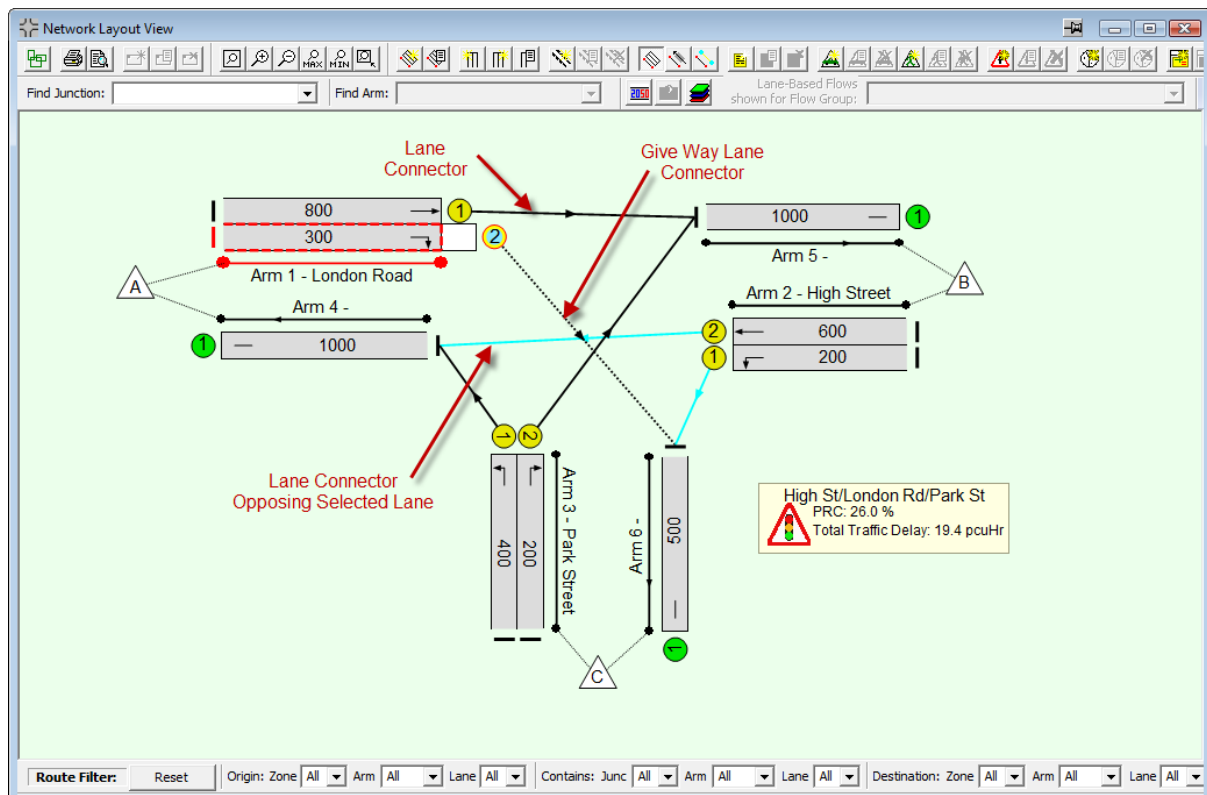 Network Layout View
MAX
MIN
2050
Find Junction:
Find Arm:
Lane-Based Flows
shown for Flow Group:
Lane
Connector
Give Way Lane
Connector
800
1
1000
1
300
2
Arm 5 -
Arm 1 - London Road
A
B
Arm 4 -
Arm 2 - High Street
1
1000
2
600
1
200
1
2
Lane Connector
Opposing Selected Lane
400
200
Arm 3 - Park Street
Arm 6 -
500
1
High St/London Rd/Park St
PRC: 26.0 %
Total Traffic Delay: 19.4 pcuHr
C
Route Filter: Reset Origin: Zone All Arm All Lane All Contains: Junc All Arm All Lane All Destination: Zone All Arm All Lane All